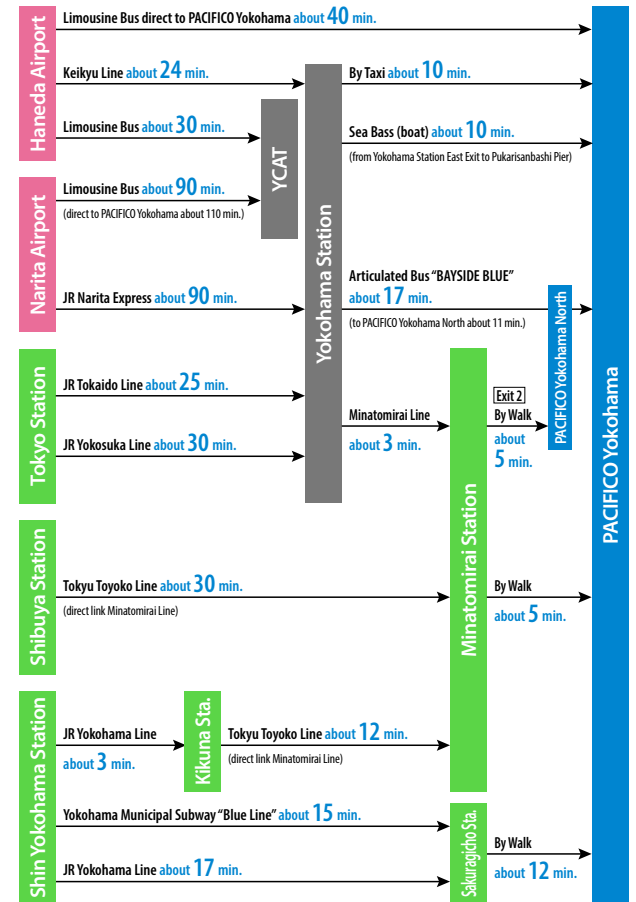 Haneda Airport
Limousine Bus direct to PACIFICO Yokohama about 40 min.
Keikyu Line about 24 min.
Limousine Bus about 30 min.
YCAT
Narita Airport
Limousine Bus about 90 min.
(direct to PACIFICO Yokohama about 110 min.)
JR Narita Express about 90 min.
Yokohama Station
By Taxi about 10 min.
Sea Bass (boat) about 10 min.
(from Yokohama Station East Exit to Pukarisanbashi Pier)
Articulated Bus “BAYSIDE BLUE”
about 17 min.
(to PACIFICO Yokohama North about 11 min.)
PACIFICO Yokohama North
PACIFICO Yokohama
Tokyo Station
JR Tokaido Line about 25 min.
JR Yokosuka Line about 30 min.
Minatomirai Line
about 3 min.
Minatomirai Station
Exit 2
By Walk
about
5 min.
Shibuya Station
Tokyu Toyoko Line about 30 min.
(direct link Minatomirai Line)
By Walk
about 5 min.
Shin Yokohama Station
JR Yokohama Line
about 3 min.
Kikuna Sta.
Tokyu Toyoko Line about 12 min.
(direct link Minatomirai Line)
Yokohama Municipal Subway “Blue Line” about 15 min.
JR Yokohama Line about 17 min.
Sakuragicho Sta.
By Walk
about 12 min.